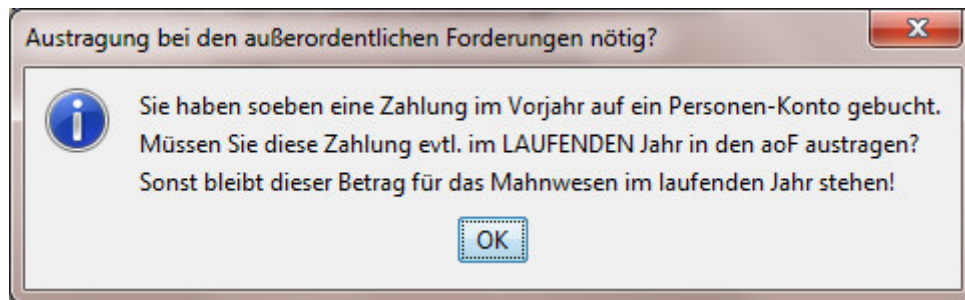 Austragung bei den außerordentlichen Forderungen nötig?
Sie haben soeben eine Zahlung im Vorjahr auf ein Personen-Konto gebucht.
Müssen Sie diese Zahlung evtl. im LAUFENDEN Jahr in den aoF austragen?
Sonst bleibt dieser Betrag für das Mahnwesen im laufenden Jahr stehen!
OK